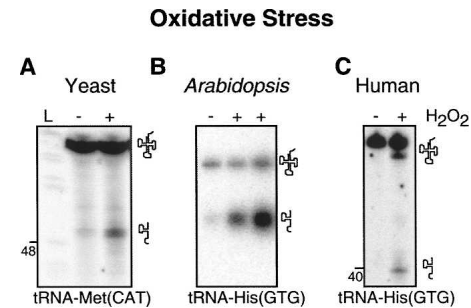 Oxidative Stress
A
Yeast
B
Arabidopsis
C
Human
L - +
- + +
- + H₂O₂
48
40
tRNA-Met(CAT)
tRNA-His(GTG)
tRNA-His(GTG)